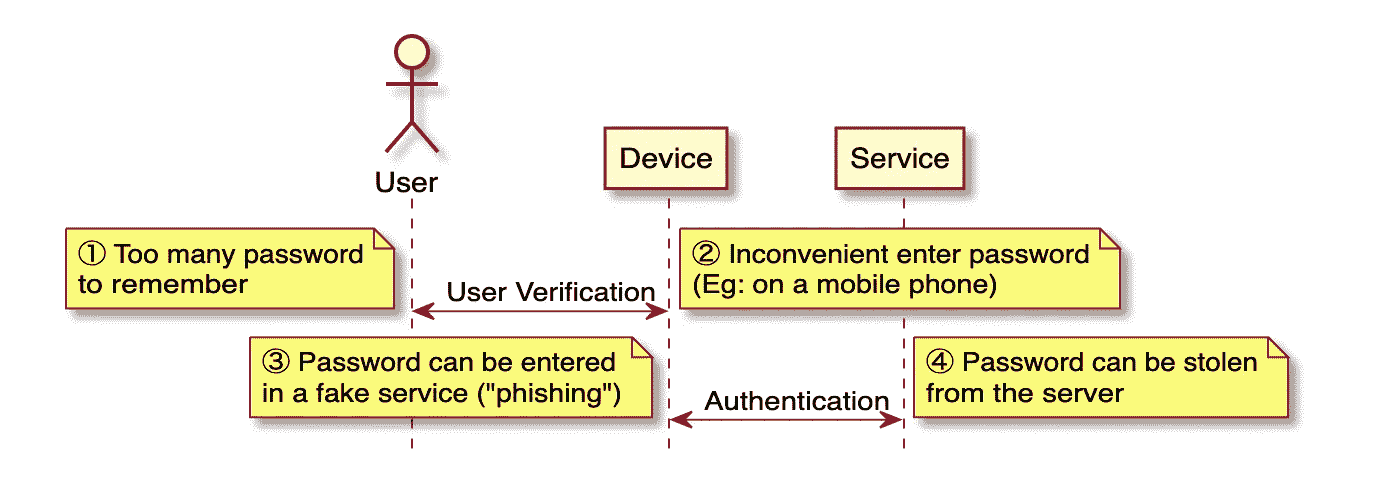 User
Device
Service
① Too many password
to remember
② Inconvenient enter password
(Eg: on a mobile phone)
User Verification
③ Password can be entered
in a fake service ("phishing")
④ Password can be stolen
from the server
Authentication